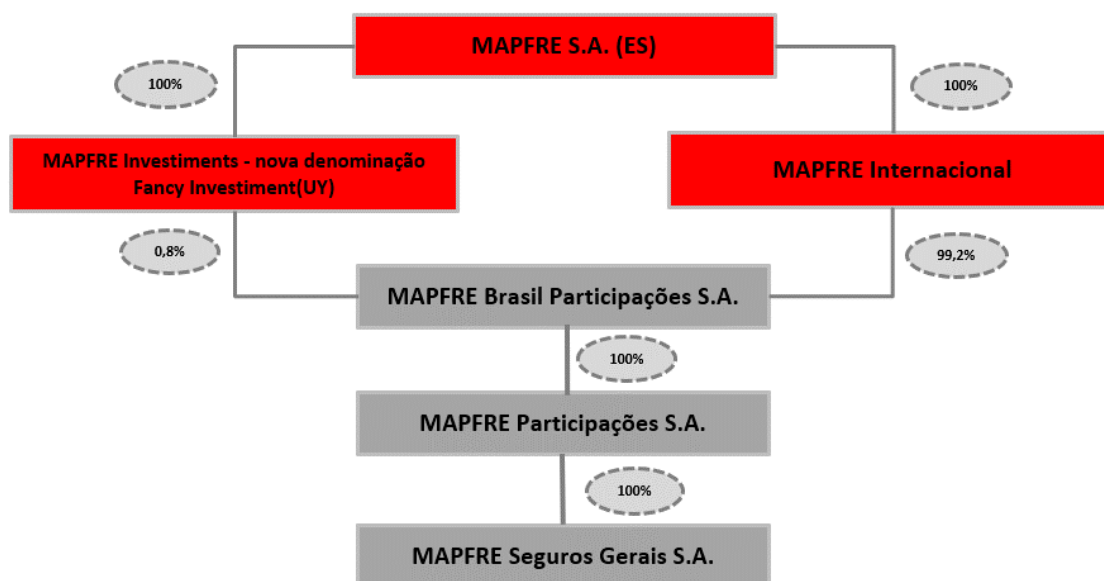 MAPFRE S.A. (ES)
100%
100%
MAPFRE Investiments - nova denominação
Fancy Investiment(UY)
MAPFRE Internacional
0,8%
99,2%
MAPFRE Brasil Participações S.A.
100%
MAPFRE Participações S.A.
100%
MAPFRE Seguros Gerais S.A.